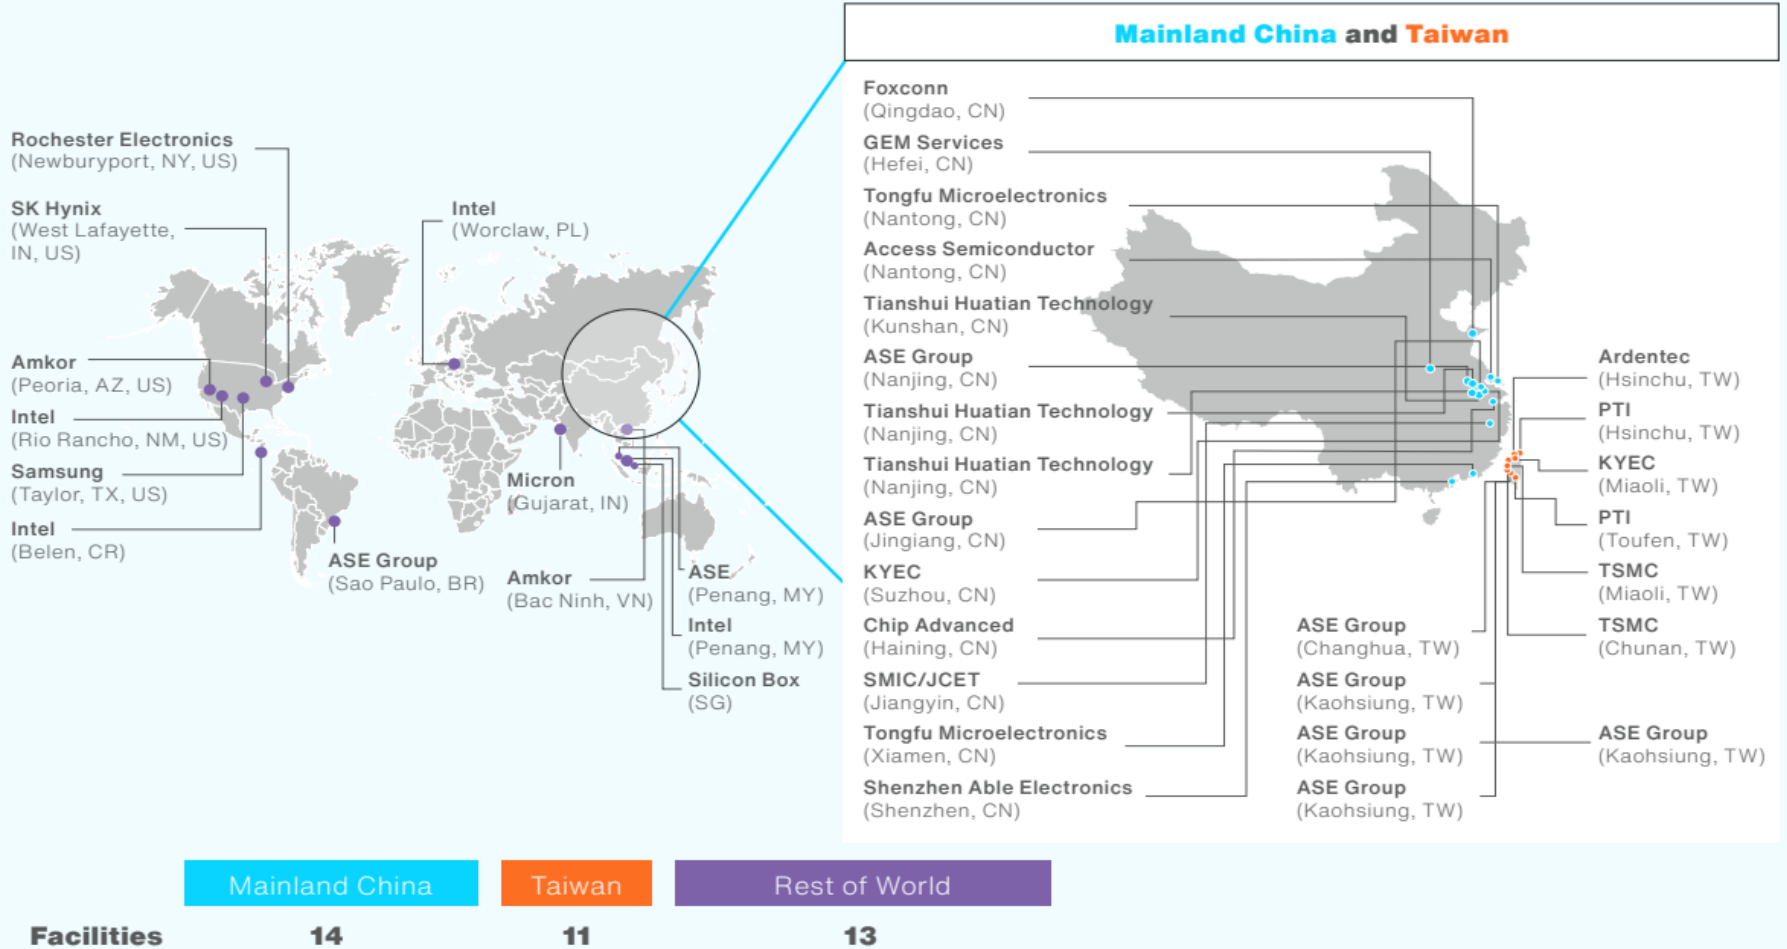 Mainland China and Taiwan
Rochester Electronics
(Newburyport, NY, US)
SK Hynix
(West Lafayette,
IN, US)
Amkor
(Peoria, AZ, US)
Intel
(Rio Rancho, NM, US)
Samsung
(Taylor, TX, US)
Intel
(Belen, CR)
ASE Group
(Sao Paulo, BR)
Intel
(Worclaw, PL)
Micron
(Gujarat, IN)
Amkor
(Bac Ninh, VN)
ASE
(Penang, MY)
Intel
(Penang, MY)
Silicon Box
(SG)
Foxconn
(Qingdao, CN)
GEM Services
(Hefei, CN)
Tongfu Microelectronics
(Nantong, CN)
Access Semiconductor
(Nantong, CN)
Tianshui Huatian Technology
(Kunshan, CN)
ASE Group
(Nanjing, CN)
Tianshui Huatian Technology
(Nanjing, CN)
Tianshui Huatian Technology
(Nanjing, CN)
ASE Group
(Jingiang, CN)
KYEC
(Suzhou, CN)
Chip Advanced
(Haining, CN)
SMIC/JCET
(Jiangyin, CN)
Tongfu Microelectronics
(Xiamen, CN)
Shenzhen Able Electronics
(Shenzhen, CN)
ASE Group
(Changhua, TW)
ASE Group
(Kaohsiung, TW)
ASE Group
(Kaohsiung, TW)
ASE Group
(Kaohsiung, TW)
Ardentec
(Hsinchu, TW)
PTI
(Hsinchu, TW)
KYEC
(Miaoli, TW)
PTI
(Toufen, TW)
TSMC
(Miaoli, TW)
TSMC
(Chunan, TW)
ASE Group
(Kaohsiung, TW)
Mainland China Taiwan Rest of World
Facilities 14 11 13